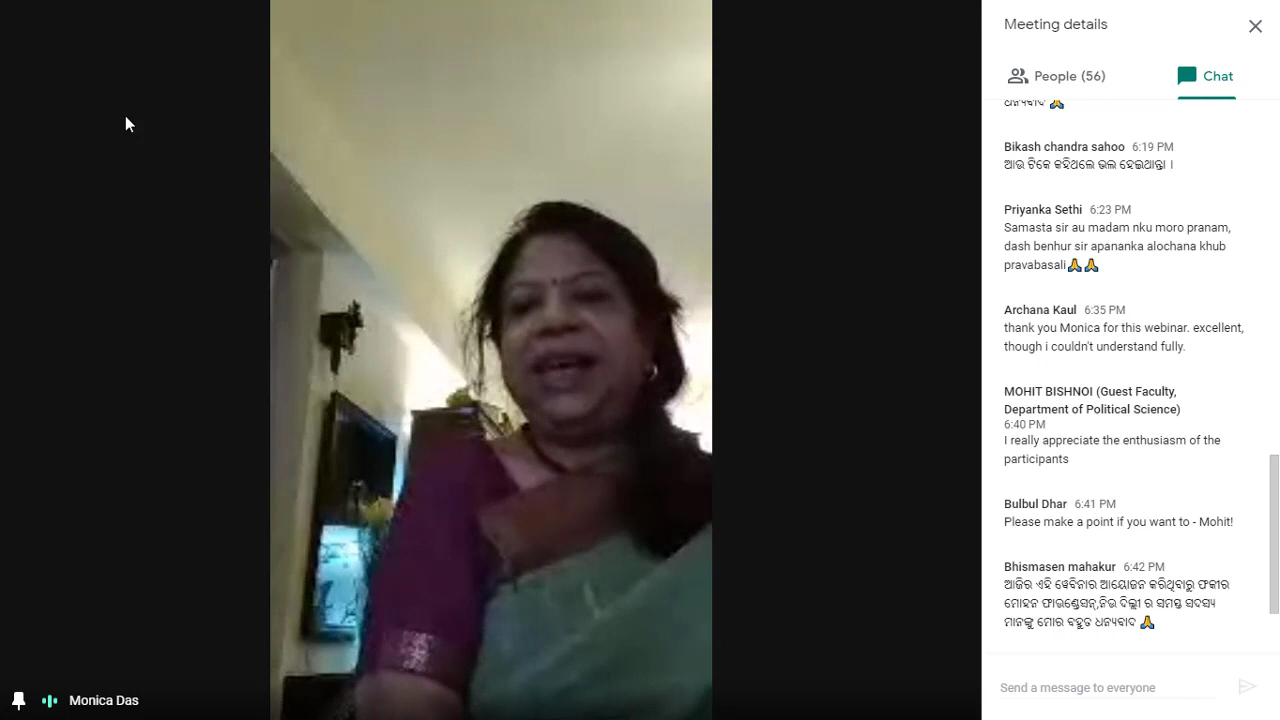 Meeting details
People (56)
Chat
ଧନ୍ୟବାଦ 🙏
Bikash chandra sahoo 6:19 PM
ଆଉ ଟିକେ କହିଥଲେ ଭଲ ହେଇଥାନ୍ତା ।
Priyanka Sethi 6:23 PM
Samasta sir au madam nku moro pranam,
dash benhur sir apananka alochana khub
pravabasali🙏🙏
Archana Kaul 6:35 PM
thank you Monica for this webinar. excellent,
though i couldn't understand fully.
MOHIT BISHNOI (Guest Faculty,
Department of Political Science)
6:40 PM
I really appreciate the enthusiasm of the
participants
Bulbul Dhar 6:41 PM
Please make a point if you want to - Mohit!
Bhismasen mahakur 6:42 PM
ଆଜିର ଏହି ୱେବିନାର ଆୟୋଜନ କରିଥିବାରୁ ଫକୀର
ମୋହନ ଫାଉଣ୍ଡେସନ୍,ନିଉ ଦିଲ୍ଲୀ ର ସମସ୍ତ ସଦସ୍ୟ
ମାନଙ୍କୁ ମୋର ବହୁତ ଧନ୍ୟବାଦ 🙏
Send a message to everyone
Monica Das